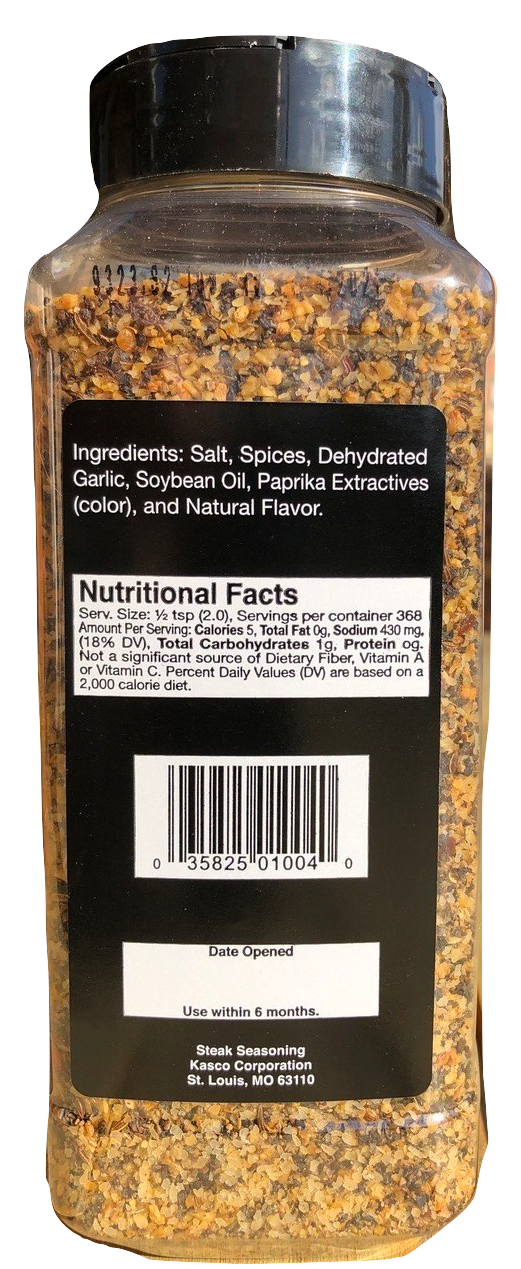 9323.92
Ingredients: Salt, Spices, Dehydrated
Garlic, Soybean Oil, Paprika Extractives
(color), and Natural Flavor.
Nutritional Facts
Serv. Size: ½ tsp (2.0), Servings per container 368
Amount Per Serving: Calories 5, Total Fat 0g, Sodium 430 mg,
(18% DV), Total Carbohydrates 1g, Protein og.
Not a significant source of Dietary Fiber, Vitamin A
or Vitamin C. Percent Daily Values (DV) are based on a
2,000 calorie diet.
0 35825 01004 0
Date Opened
Use within 6 months.
Steak Seasoning
Kasco Corporation
St. Louis, MO 63110